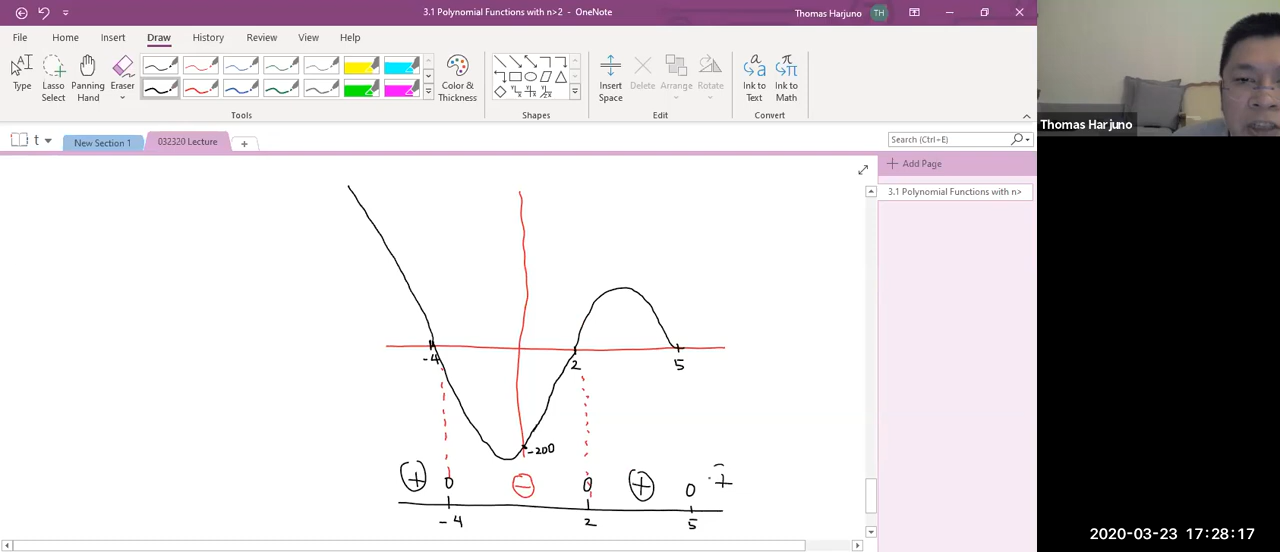 3.1 Polynomial Functions with n>2 - OneNote
Thomas Harjuno TH
File Home Insert Draw History Review View Help
Type
Lasso Select
Panning Hand
Eraser
Color & Thickness
Insert Space
Delete
Arrange
Rotate
Ink to Text
Ink to Math
Tools Shapes Edit Convert
t New Section 1 032320 Lecture
Search (Ctrl+E)
Add Page
3.1 Polynomial Functions with n>
Thomas Harjuno
-4 2 5
-200
+ 0 - 0 + 0 +
-4 2 5
2020-03-23 17:28:17